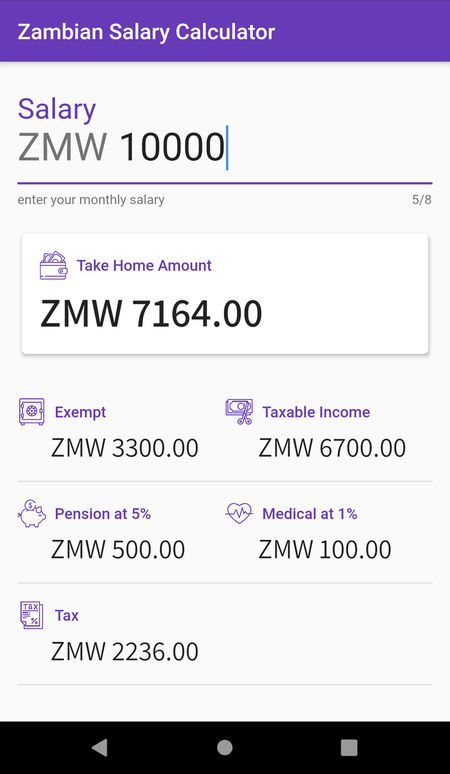 Zambian Salary Calculator
Salary
ZMW 10000
enter your monthly salary 5/8
Take Home Amount
ZMW 7164.00
Exempt Taxable Income
ZMW 3300.00 ZMW 6700.00
Pension at 5% Medical at 1%
ZMW 500.00 ZMW 100.00
TAX % Tax
ZMW 2236.00